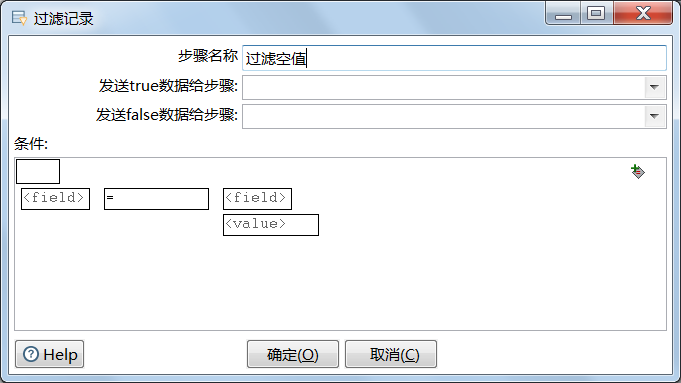 过滤记录
步骤名称 过滤空值
发送true数据给步骤:
发送false数据给步骤:
条件:
<field> = <field>
<value>
Help 确定(O) 取消(C)